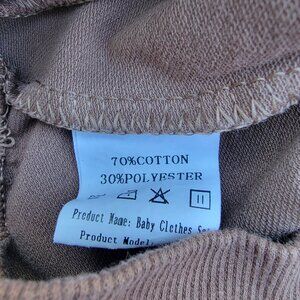 70%COTTON
30%POLYESTER
Product Name: Baby Clothes
Product Model